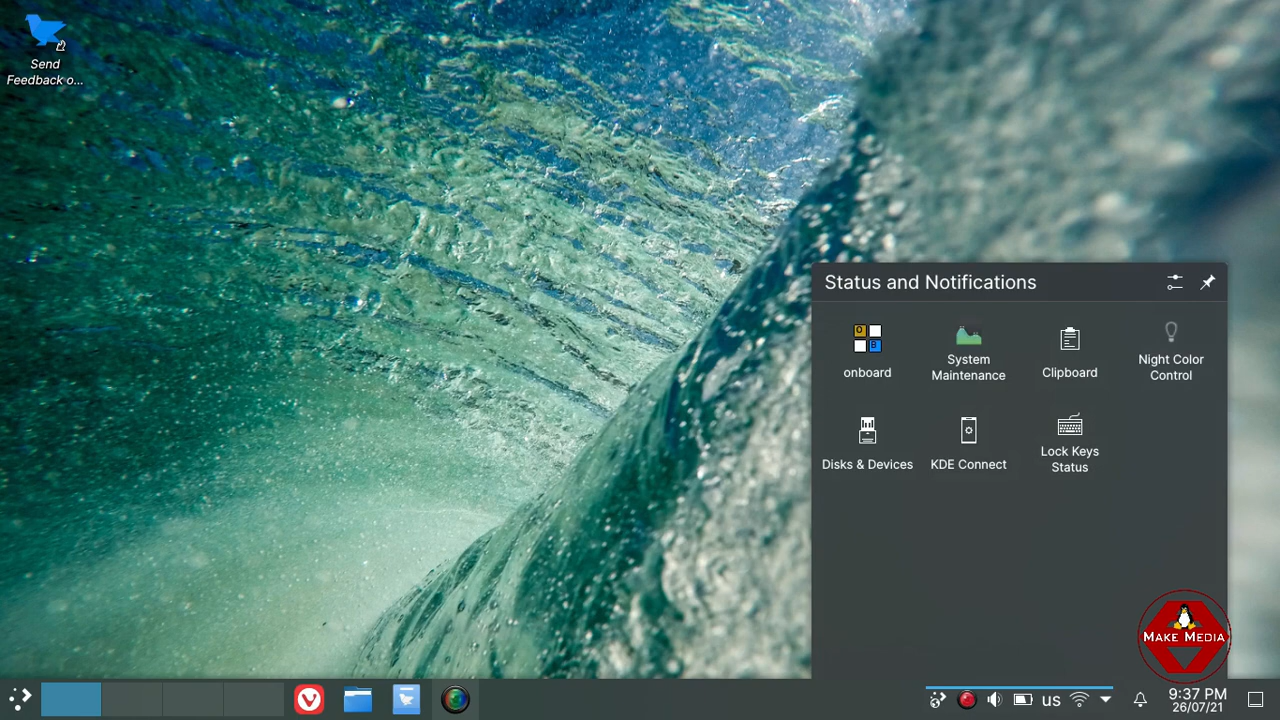 Send
Feedback o...
Status and Notifications
O
B
onboard
System
Maintenance
Clipboard
Night Color
Control
Disks & Devices
KDE Connect
Lock Keys
Status
MAKE MEDIA
us
9:37 PM
26/07/21